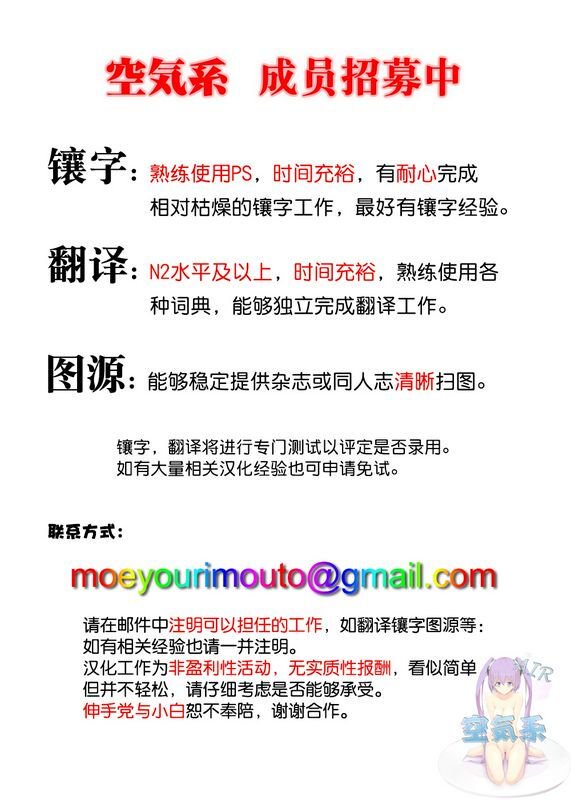 空気系 成员招募中
镶字：熟练使用PS，时间充裕，有耐心完成
相对枯燥的镶字工作，最好有镶字经验。
翻译：N2水平及以上，时间充裕，熟练使用各
种词典，能够独立完成翻译工作。
图源：能够稳定提供杂志或同人志清晰扫图。
镶字，翻译将进行专门测试以评定是否录用。
如有大量相关汉化经验也可申请免试。
联系方式：
moeyourimouto@gmail.com
请在邮件中注明可以担任的工作，如翻译镶字图源等：
如有相关经验也请一并注明。
汉化工作为非盈利性活动，无实质性报酬，看似简单
但并不轻松，请仔细考虑是否能够承受。
伸手党与小白恕不奉陪，谢谢合作。
AIR
空気系